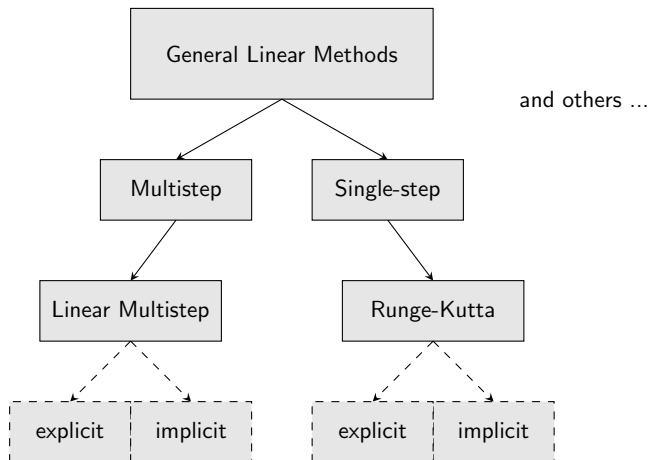 General Linear Methods
and others ...
Multistep
Single-step
Linear Multistep
Runge-Kutta
explicit
implicit
explicit
implicit